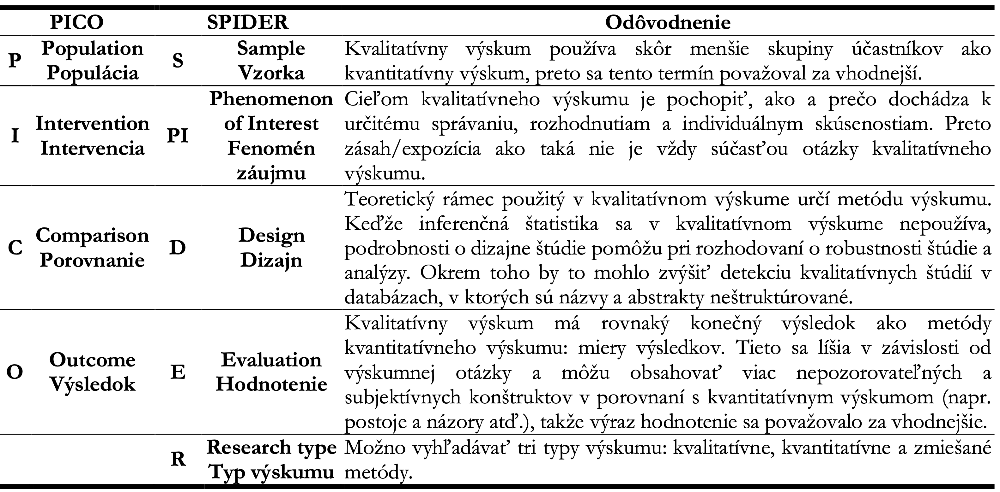 PICO SPIDER Odôvodnenie
P
Population
Populácia
S
Sample
Vzorka
Kvalitatívny výskum používa skôr menšie skupiny účastníkov ako
kvantitatívny výskum, preto sa tento termín považoval za vhodnejší.
I
Intervention
Intervencia
PI
Phenomenon
of Interest
Fenomén
záujmu
Cieľom kvalitatívneho výskumu je pochopiť, ako a prečo dochádza k
určitému správaniu, rozhodnutiam a individuálnym skúsenostiam. Preto
zásah/expozícia ako taká nie je vždy súčasťou otázky kvalitatívneho
výskumu.
C
Comparison
Porovnanie
D
Design
Dizajn
Teoretický rámec použitý v kvalitatívnom výskume určí metódu výskumu.
Keďže inferenčná štatistika sa v kvalitatívnom výskume nepoužíva,
podrobnosti o dizajne štúdie pomôžu pri rozhodovaní o robustnosti štúdie a
analýzy. Okrem toho by to mohlo zvýšiť detekciu kvalitatívnych štúdií v
databázach, v ktorých sú názvy a abstrakty neštruktúrované.
O
Outcome
Výsledok
E
Evaluation
Hodnotenie
Kvalitatívny výskum má rovnaký konečný výsledok ako metódy
kvantitatívneho výskumu: miery výsledkov. Tieto sa líšia v závislosti od
výskumnej otázky a môžu obsahovať viac nepozorovateľných a
subjektívnych konštruktov v porovnaní s kvantitatívnym výskumom (napr.
postoje a názory atď.), takže výraz hodnotenie sa považovalo za vhodnejšie.
R
Research type
Typ výskumu
Možno vyhľadávať tri typy výskumu: kvalitatívne, kvantitatívne a zmiešané
metódy.